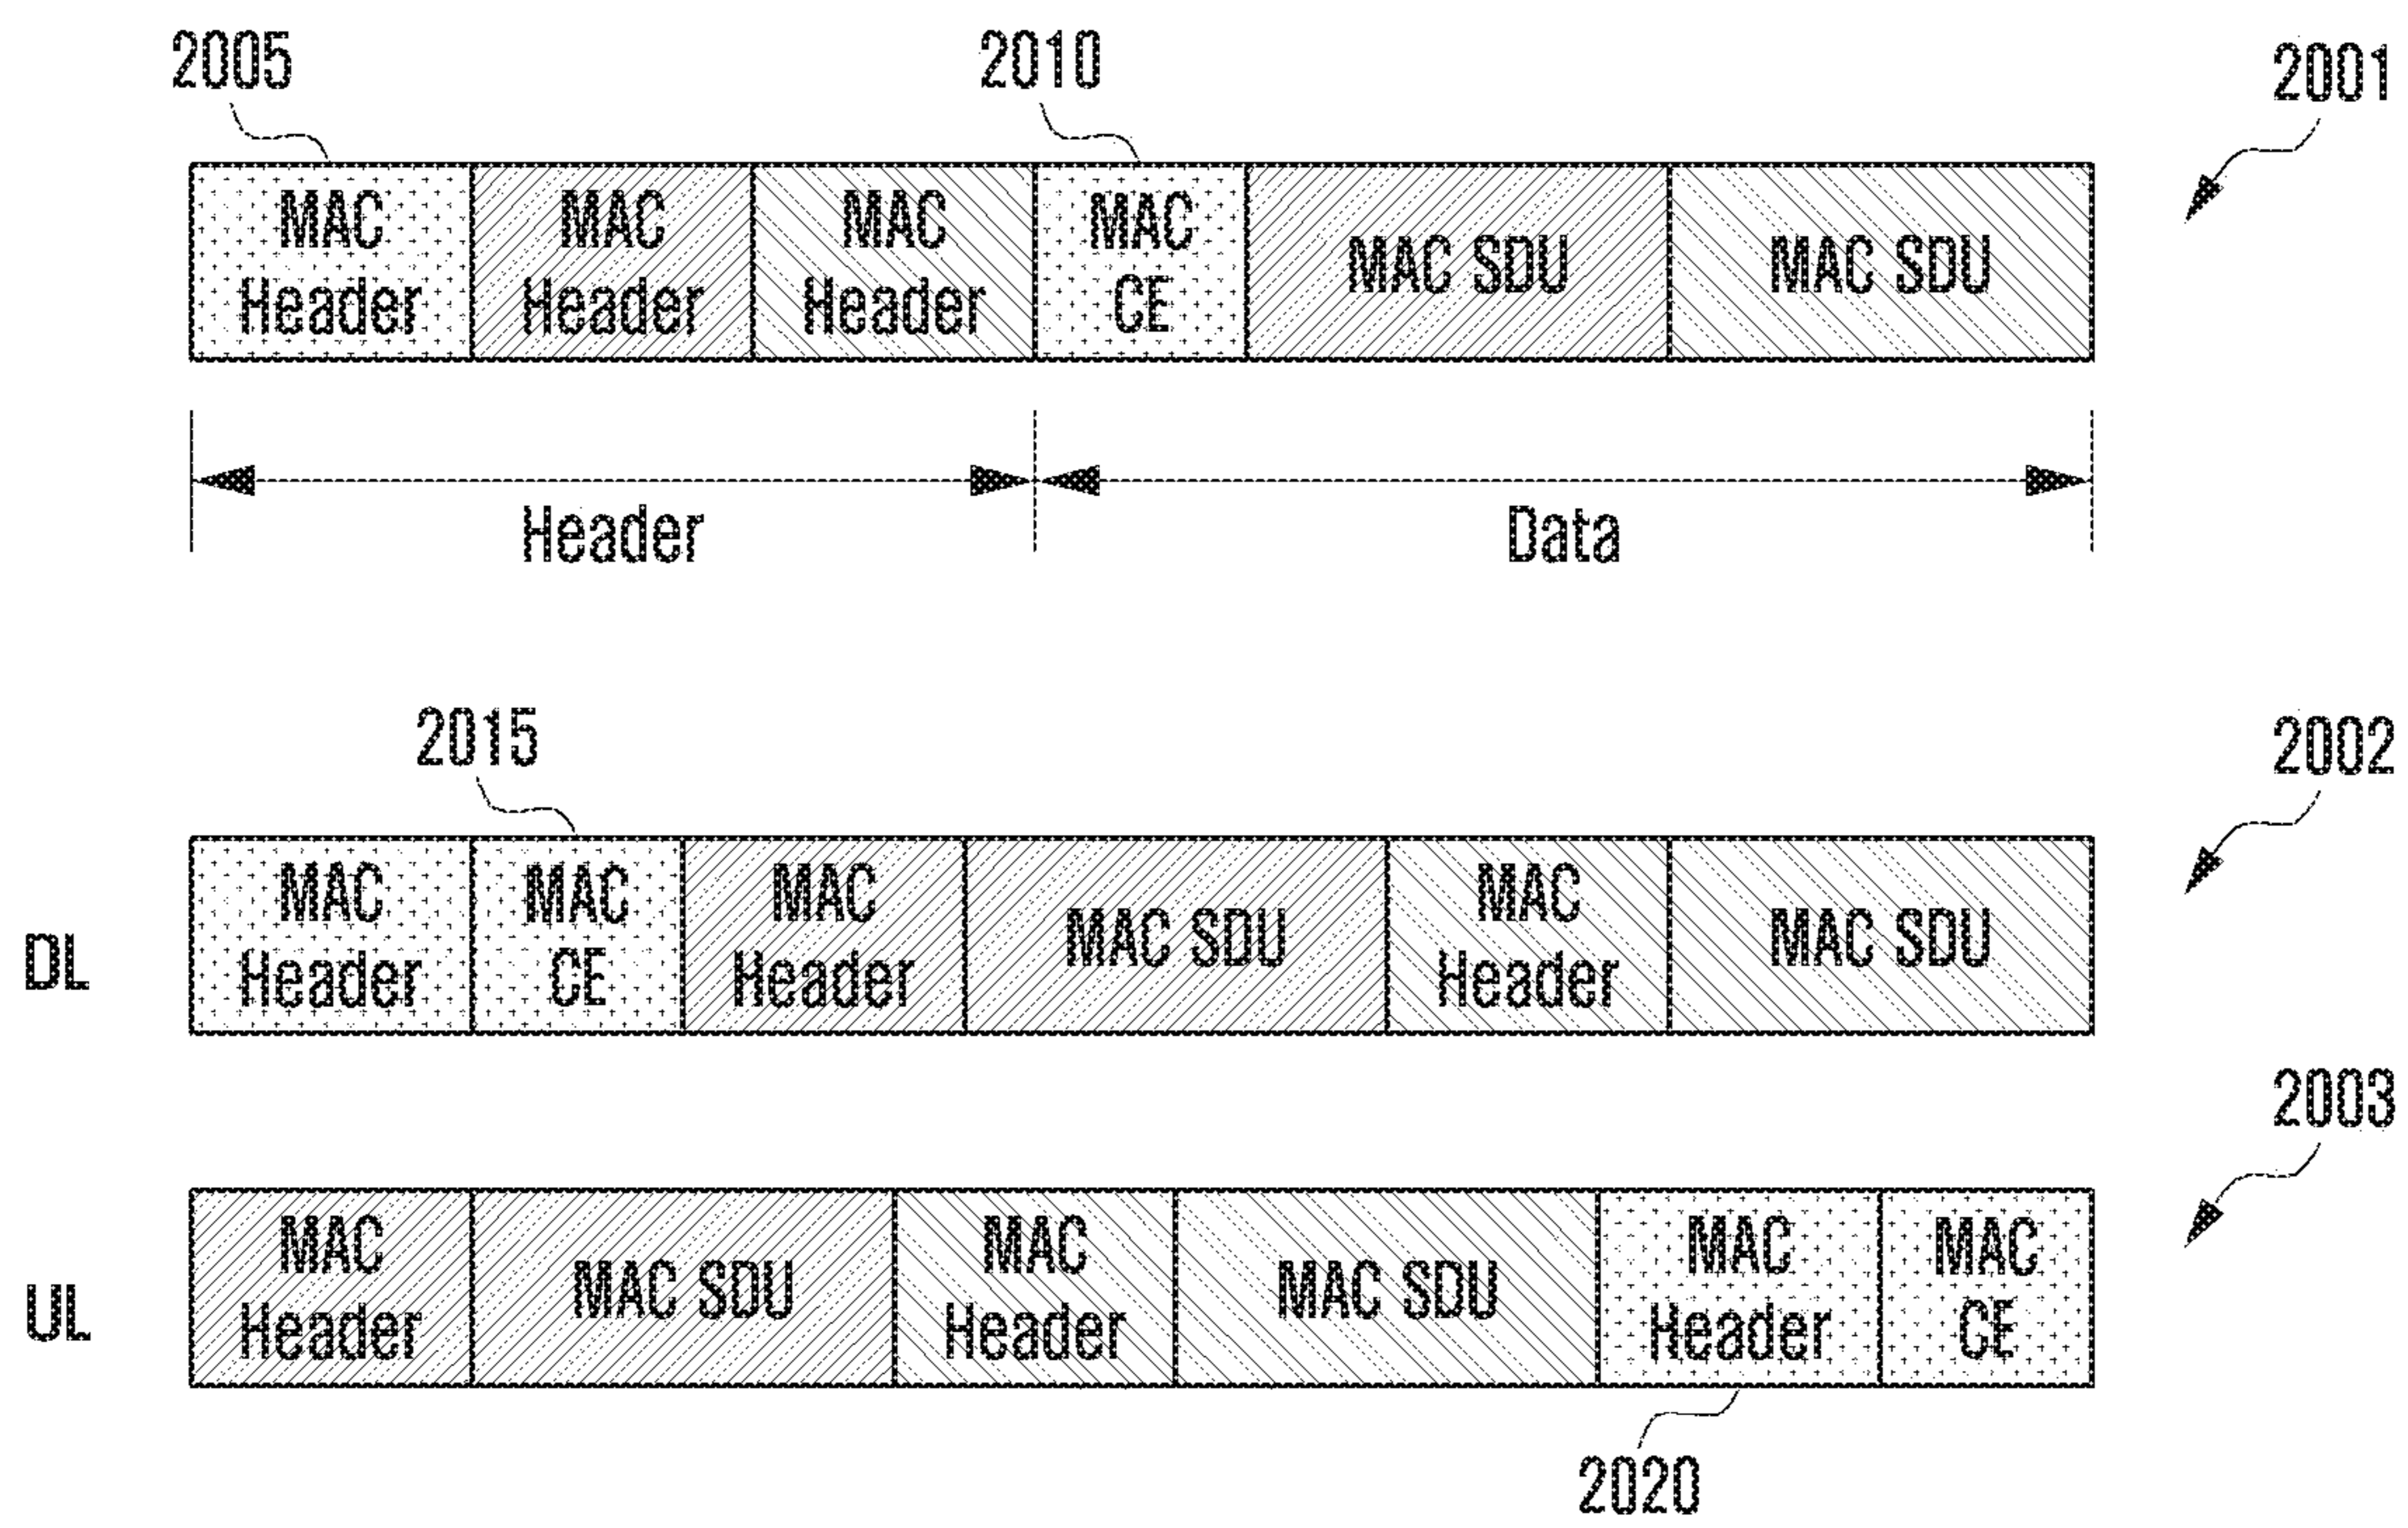 2005
2010
2001
MAC Header
MAC Header
MAC Header
MAC CE
MAC SDU
MAC SDU
Header
Data
2015
2002
DL
MAC Header
MAC CE
MAC Header
MAC SDU
MAC Header
MAC SDU
2003
UL
MAC Header
MAC SDU
MAC Header
MAC SDU
MAC Header
MAC CE
2020